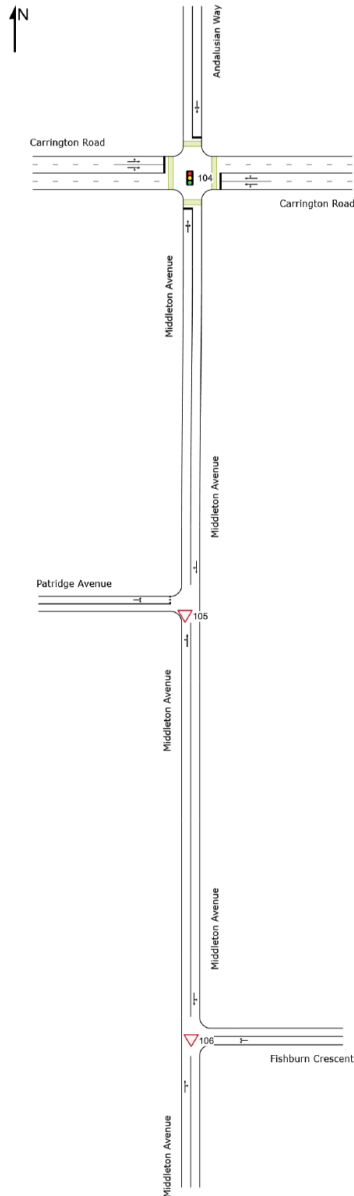 N
Andalusian Way
Carrington Road
104
Carrington Road
Middleton Avenue
Middleton Avenue
Patridge Avenue
105
Middleton Avenue
Middleton Avenue
106
Fishburn Crescent
Middleton Avenue